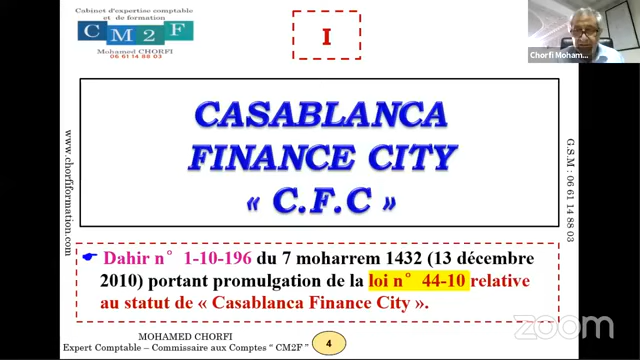 Cabinet d'expertise comptable
et de formation
CM2F
Mohamed CHORFI
06 61 14 88 03
I
Chorfi Moham...
CASABLANCA
FINANCE CITY
« C.F.C »
www.chorfiformation.com
G.S.M : 06 61 14 88 03
☛ Dahir n° 1-10-196 du 7 moharrem 1432 (13 décembre
2010) portant promulgation de la loi n° 44-10 relative
au statut de « Casablanca Finance City ».
MOHAMED CHORFI
Expert Comptable – Commissaire aux Comptes " CM2F "
4
zoom